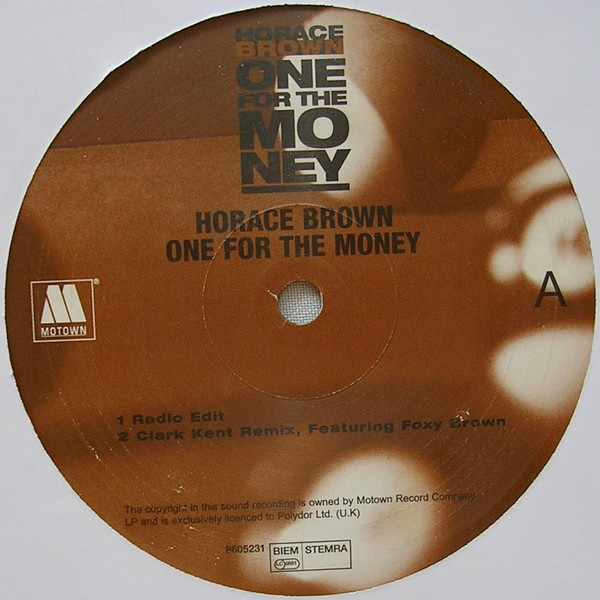 HORACE
BROWN
ONE
FOR THE
MO
NEY
HORACE BROWN
ONE FOR THE MONEY
A
MOTOWN
®
1 Radio Edit
2 Clark Kent Remix, Featuring Foxy Brown
The copyright in this sound recording is owned by Motown Record Company
LP and is exclusively licenced to Polydor Ltd. (U.K)
8605231
BIEM STEMRA
LC 0881